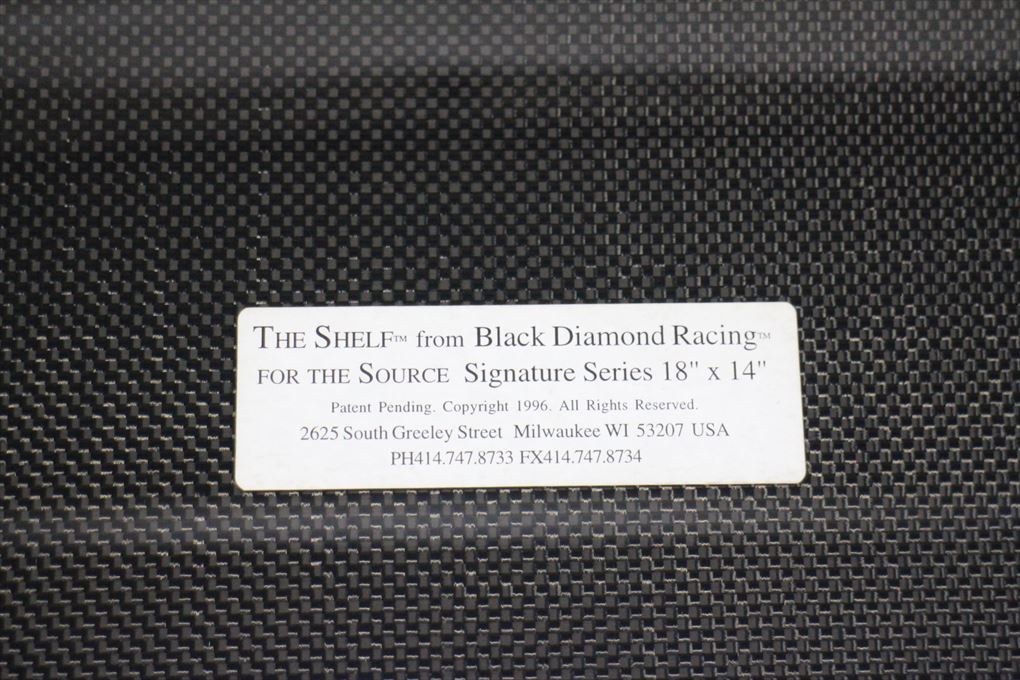 THE SHELF™ from Black Diamond Racing™
FOR THE SOURCE Signature Series 18" x 14"
Patent Pending. Copyright 1996. All Rights Reserved.
2625 South Greeley Street Milwaukee WI 53207 USA
PH414.747.8733 FX414.747.8734